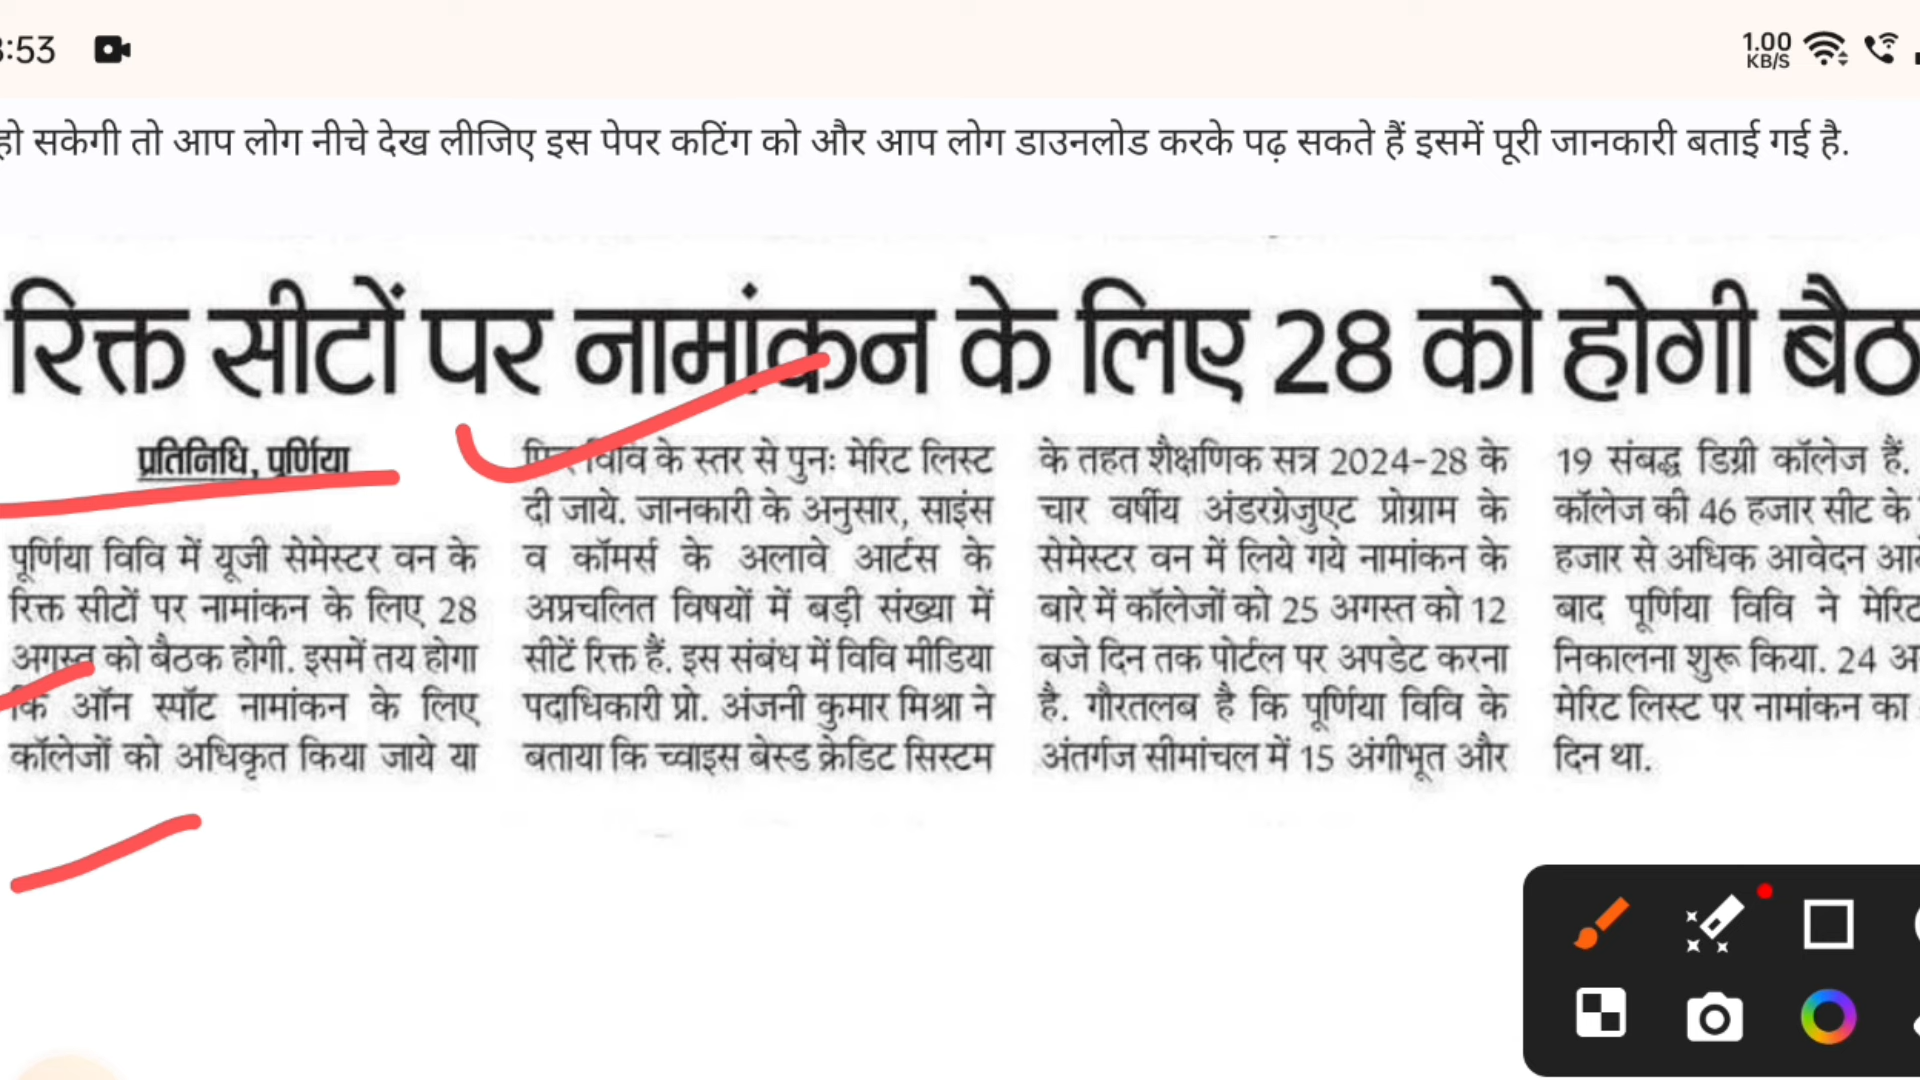 :53
1.00
KB/S
हो सकेगी तो आप लोग नीचे देख लीजिए इस पेपर कटिंग को और आप लोग डाउनलोड करके पढ़ सकते हैं इसमें पूरी जानकारी बताई गई है.
रिक्त सीटों पर नामांकन के लिए 28 को होगी बैठ
प्रतिनिधि, पूर्णिया
पूर्णिया विवि में यूजी सेमेस्टर वन के
रिक्त सीटों पर नामांकन के लिए 28
अगस्त को बैठक होगी. इसमें तय होगा
कि ऑन स्पॉट नामांकन के लिए
कॉलेजों को अधिकृत किया जाये या
फिर विवि के स्तर से पुनः मेरिट लिस्ट
दी जाये. जानकारी के अनुसार, साइंस
व कॉमर्स के अलावे आर्टस के
अप्रचलित विषयों में बड़ी संख्या में
सीटें रिक्त हैं. इस संबंध में विवि मीडिया
पदाधिकारी प्रो. अंजनी कुमार मिश्रा ने
बताया कि च्वाइस बेस्ड क्रेडिट सिस्टम
के तहत शैक्षणिक सत्र 2024-28 के
चार वर्षीय अंडरग्रेजुएट प्रोग्राम के
सेमेस्टर वन में लिये गये नामांकन के
बारे में कॉलेजों को 25 अगस्त को 12
बजे दिन तक पोर्टल पर अपडेट करना
है. गौरतलब है कि पूर्णिया विवि के
अंतर्गज सीमांचल में 15 अंगीभूत और
19 संबद्ध डिग्री कॉलेज हैं.
कॉलेज की 46 हजार सीट के
हजार से अधिक आवेदन
बाद पूर्णिया विवि ने मेरिट
निकालना शुरू किया. 24 अ
मेरिट लिस्ट पर नामांकन का
दिन था.